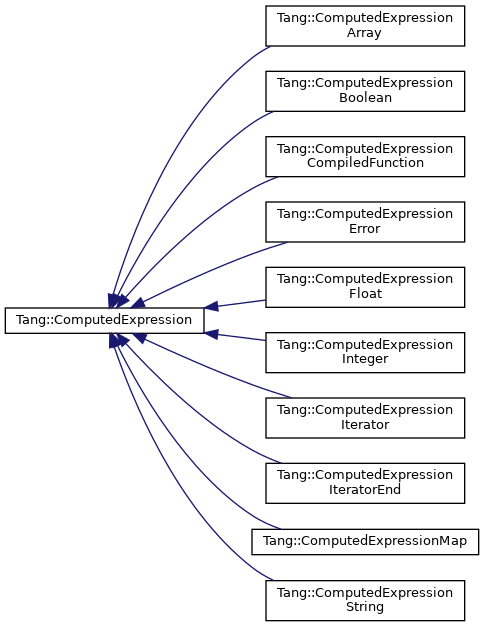 Tang::ComputedExpression
Array
Tang::ComputedExpression
Boolean
Tang::ComputedExpression
CompiledFunction
Tang::ComputedExpression
Error
Tang::ComputedExpression
Float
Tang::ComputedExpression
Tang::ComputedExpression
Integer
Tang::ComputedExpression
Iterator
Tang::ComputedExpression
IteratorEnd
Tang::ComputedExpressionMap
Tang::ComputedExpression
String